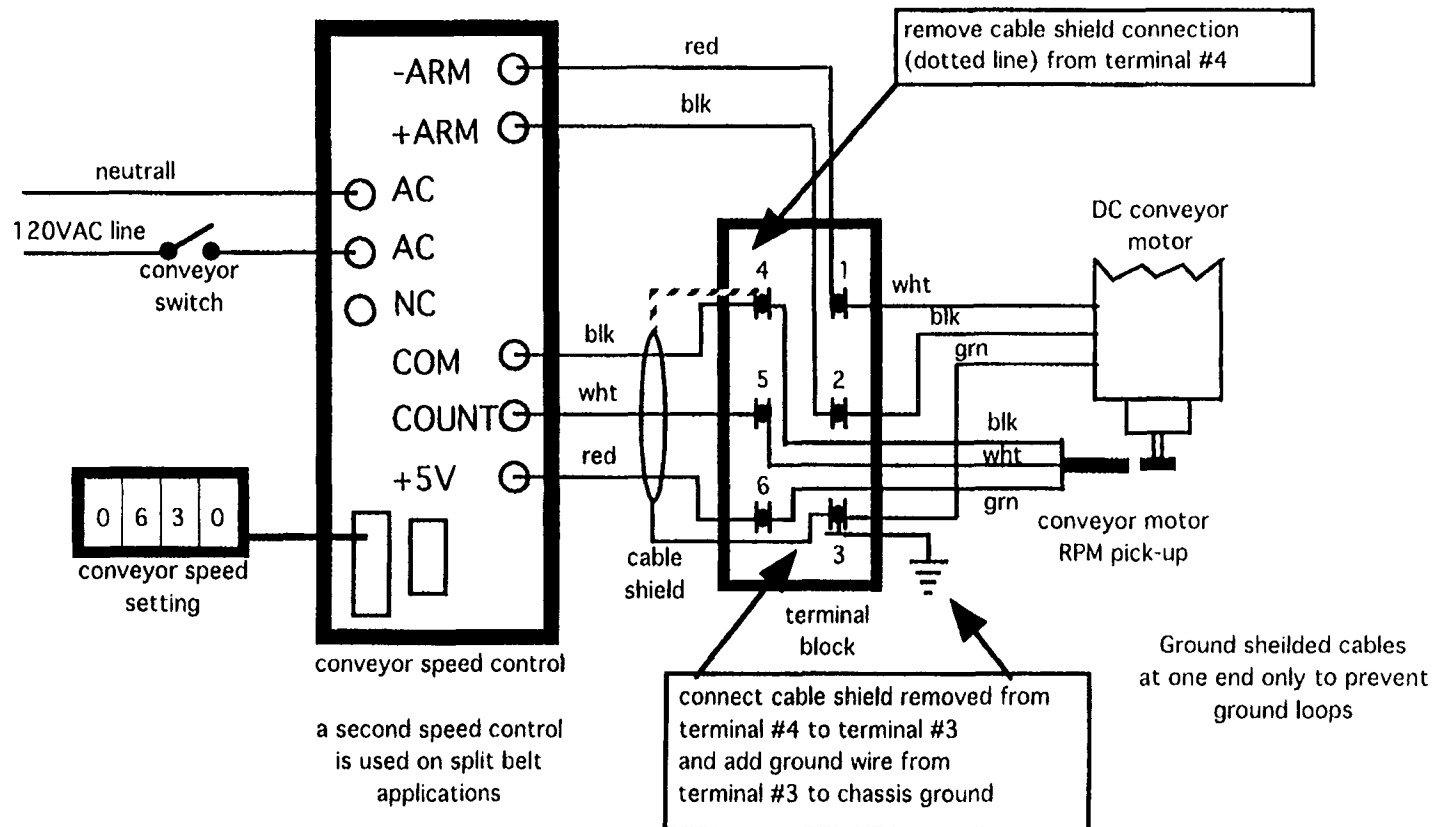 remove cable shield connection
(dotted line) from terminal #4
red
-ARM
blk
+ARM
neutrall
AC
120VAC line
AC
conveyor
switch
NC
DC conveyor
motor
4
1
wht
blk
grn
blk
COM
5
2
wht
COUNT
blk
wht
grn
red
+5V
6
3
0 6 3 0
conveyor speed
setting
cable
shield
conveyor motor
RPM pick-up
terminal
block
conveyor speed control
Ground sheilded cables
at one end only to prevent
ground loops
a second speed control
is used on split belt
applications
connect cable shield removed from
terminal #4 to terminal #3
and add ground wire from
terminal #3 to chassis ground